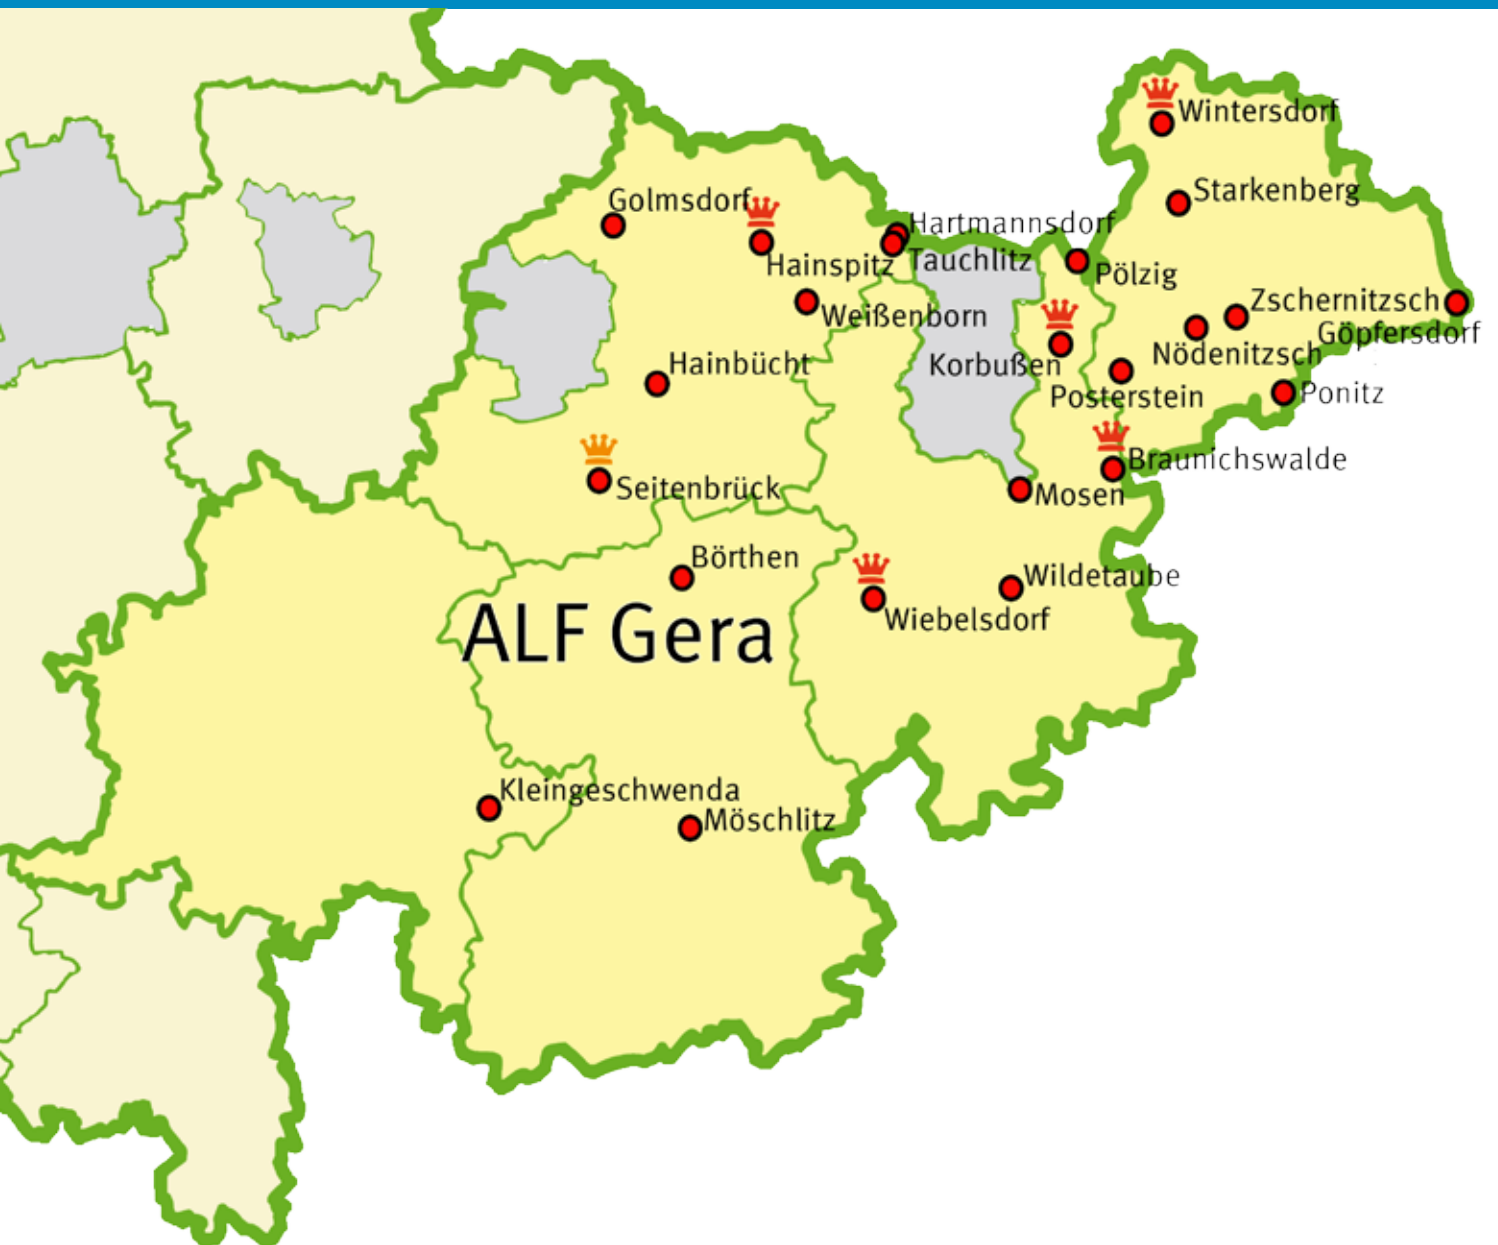 Wintersdorf
Starkenberg
Golmsdorf
Hartmannsdorf
Hainspitz
Tauchlitz
Pölzig
Zschernitzsch
Weißenborn
Göpfersdorf
Nödenitzsch
Hainbücht
Korbußen
Posterstein
Ponitz
Braunichswalde
Seitenbrück
Mosen
Börthen
Wildetaube
Wiebelsdorf
ALF Gera
Kleingeschwenda
Möschlitz